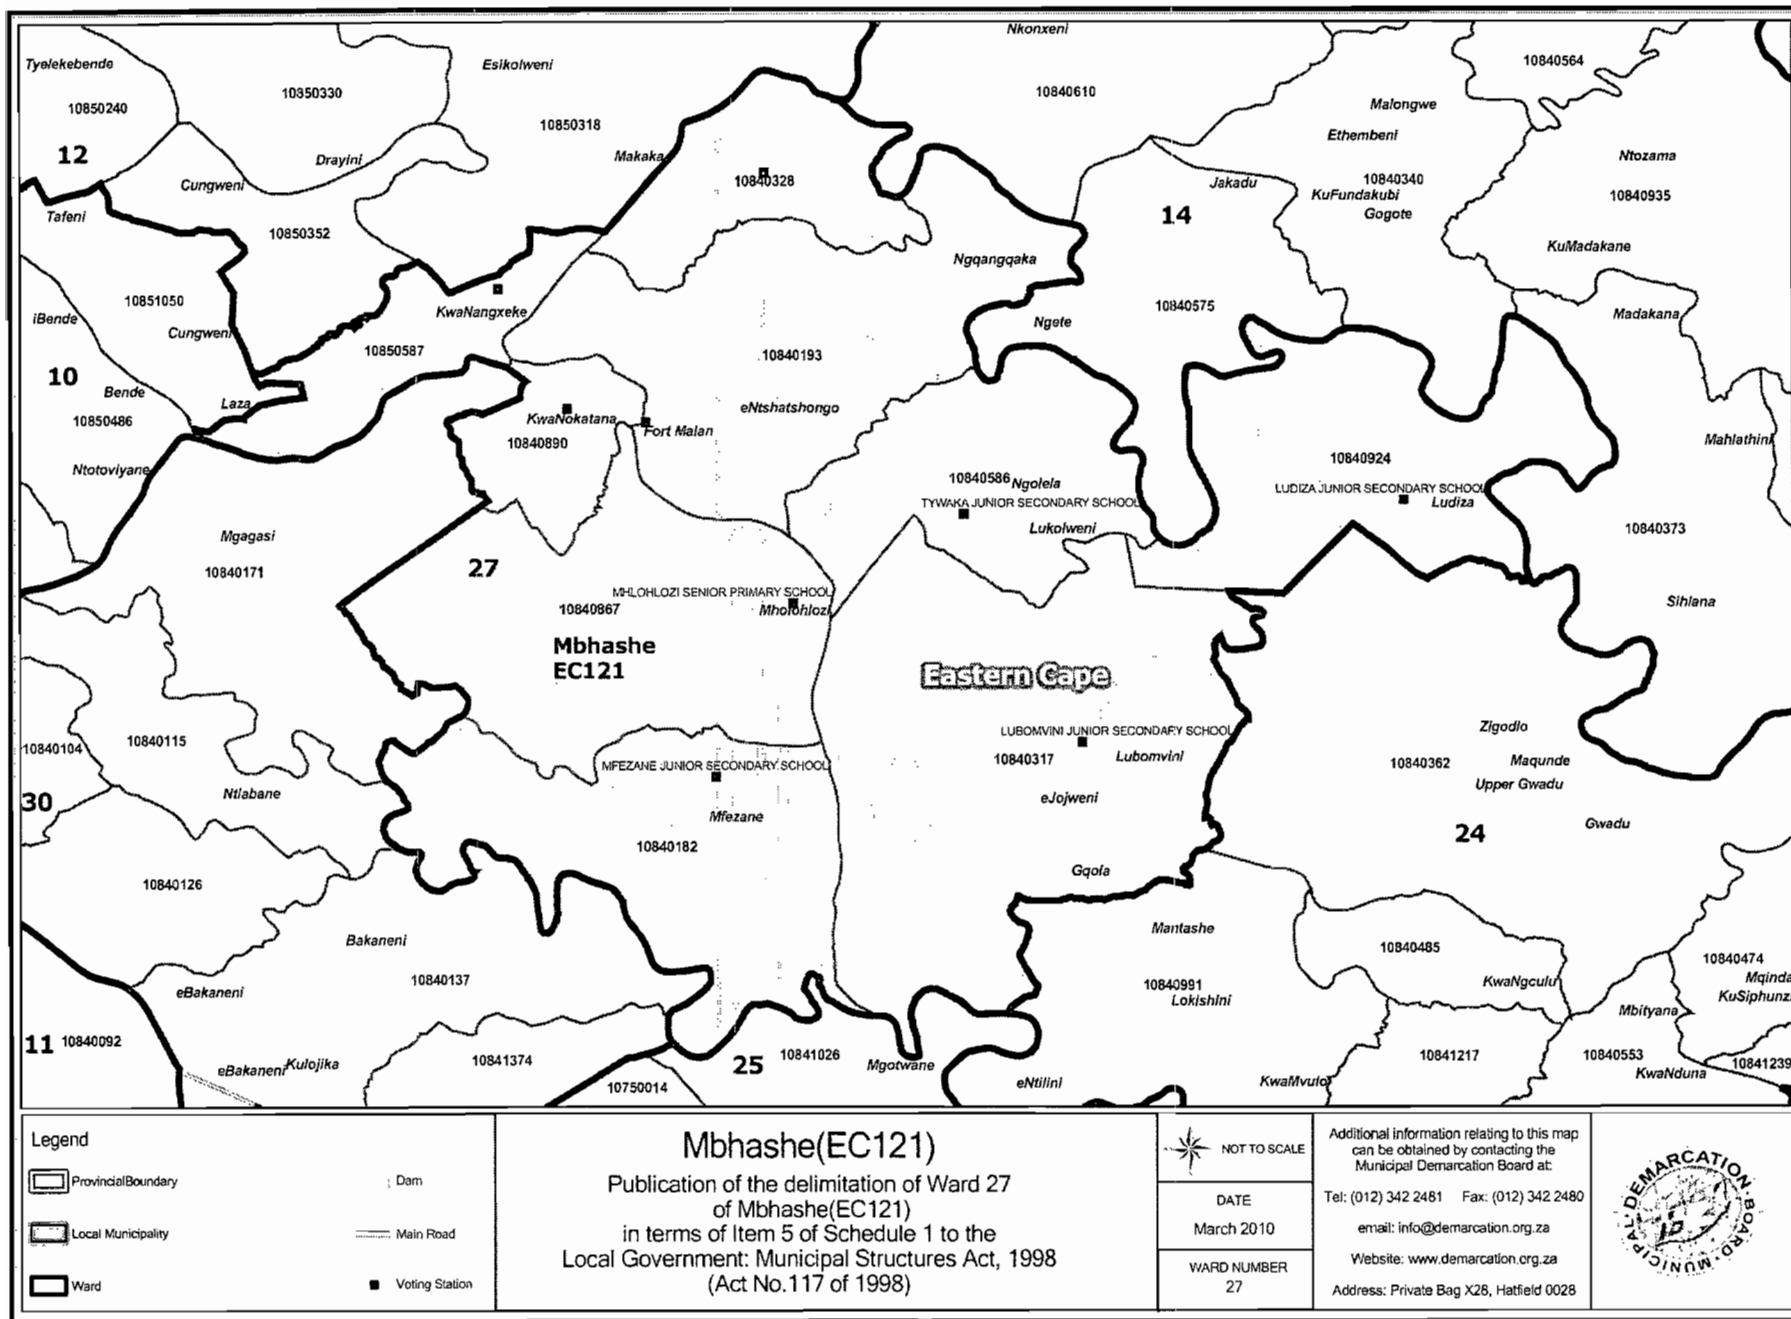 Nkonxeni
Tyelekebende
Esikolweni
10840564
10850330
10840610
10850240
Malongwe
10850318
Ethembeni
12
Drayini
Makaka
Ntozama
10840328
10840340
Cungweni
Jakadu
KuFundakubi
10840935
Tafeni
14
Gogote
10850352
KuMadakane
Ngqangqaka
10851050
10840575
iBende
KwaNangxeke
Ngete
Madakana
Cungweni
10850587
10840193
10
Bende
Laza
eNtshatshongo
10850486
KwaNokatana
Fort Malan
Mahlathini
10840890
Ntotoviyane
10840924
10840586
Ngolela
LUDIZA JUNIOR SECONDARY SCHOOL
TYWAKA JUNIOR SECONDARY SCHOOL
Ludiza
Lukolweni
10840373
Mgagasi
10840171
27
MHLOHLOZI SENIOR PRIMARY SCHOOL
10840867
Mholohlozi
Sihlana
Mbhashe
EC121
Eastern Cape
Zigodlo
LUBOMVINI JUNIOR SECONDARY SCHOOL
10840104
10840115
10840317
Lubomvini
10840362
Maqunde
MFEZANE JUNIOR SECONDARY SCHOOL
Upper Gwadu
30
Ntlabane
eJojweni
Mfezane
Gwadu
24
10840182
Gqola
10840126
Mantashe
Bakaneni
10840485
10840474
10840137
10840991
KwaNgculu
Mqinda
eBakaneni
Lokishini
KuSiphunzi
Mbityana
11
10840092
10841374
25
10841026
10841217
10840553
eBakaneni
Kulojika
Mgotwane
10841239
10750014
eNtilini
KwaMvulo
KwaNduna
Legend
ProvincialBoundary
Dam
Local Municipality
Main Road
Ward
Voting Station
Mbhashe(EC121)
Publication of the delimitation of Ward 27
of Mbhashe(EC121)
in terms of Item 5 of Schedule 1 to the
Local Government: Municipal Structures Act, 1998
(Act No.117 of 1998)
NOT TO SCALE
DATE
March 2010
WARD NUMBER
27
Additional information relating to this map
can be obtained by contacting the
Municipal Demarcation Board at:
Tel: (012) 342 2481 Fax: (012) 342 2480
email: info@demarcation.org.za
Website: www.demarcation.org.za
Address: Private Bag X28, Hatfield 0028
MUNICIPAL DEMARCATION BOARD